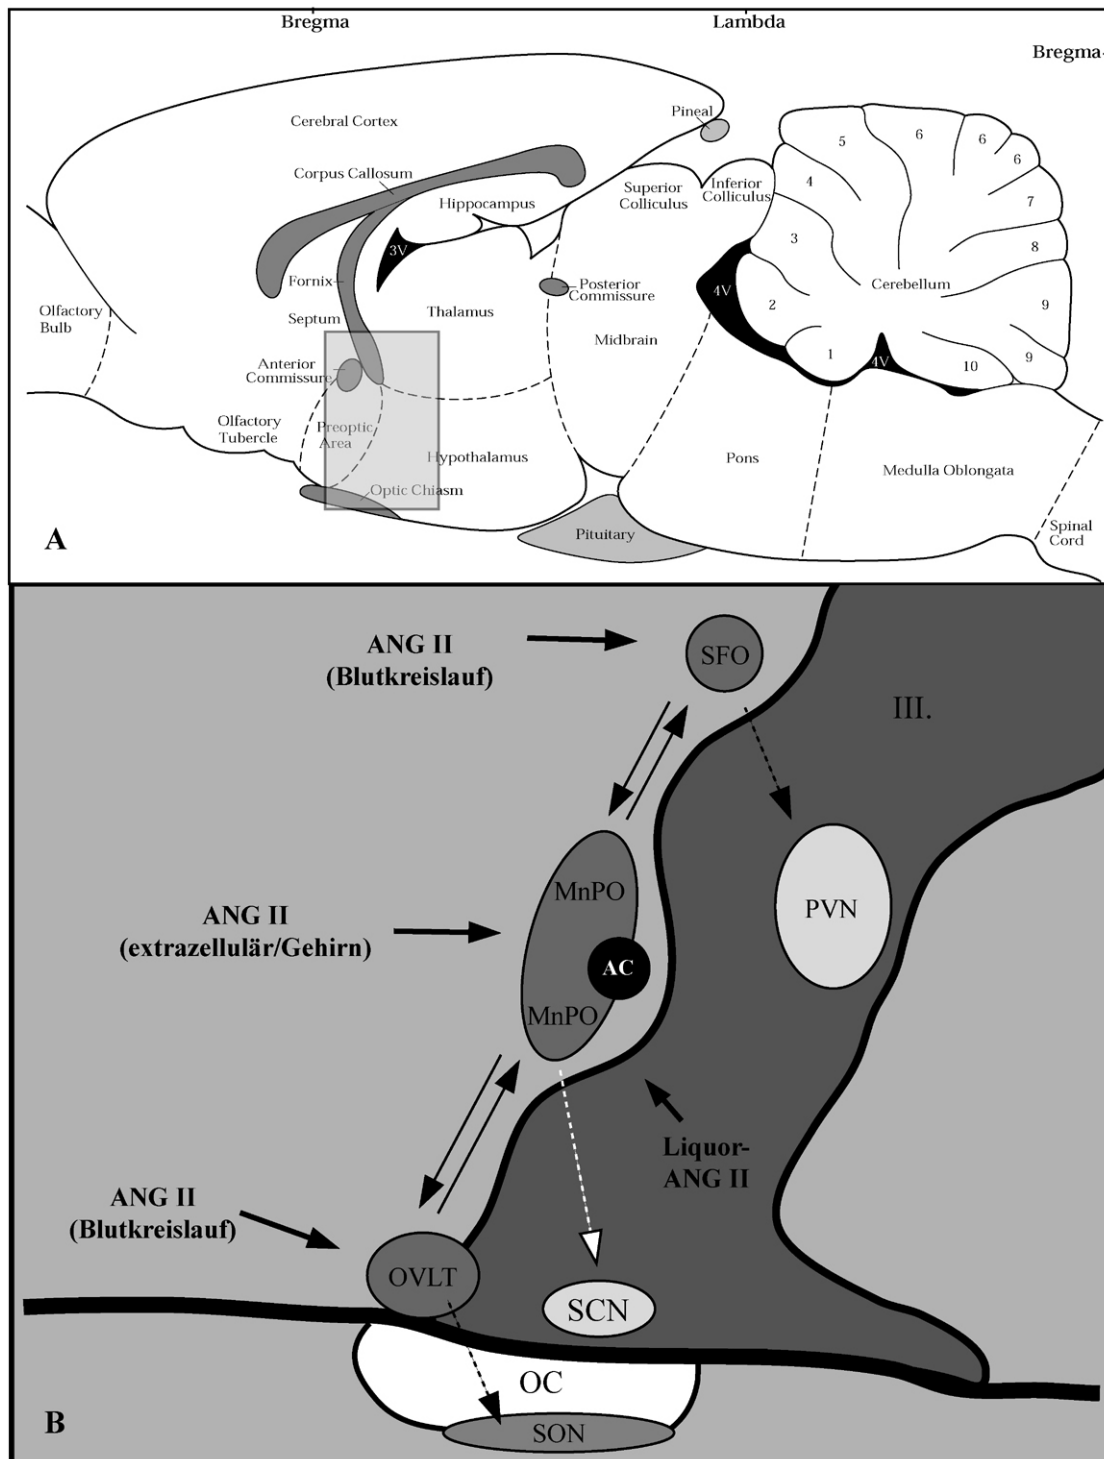 Bregma
Lambda
Bregma
Cerebral Cortex
Pineal
Corpus Callosum
Hippocampus
Superior
Colliculus
Inferior
Colliculus
5
6
6
6
4
7
3
8
3V
Fornix
Posterior
Commissure
4V
Cerebellum
2
9
Olfactory
Bulb
Septum
Thalamus
Midbrain
1
4V
10
9
Anterior
Commissure
Olfactory
Tubercle
Preoptic
Area
Hypothalamus
Pons
Medulla Oblongata
Optic Chiasm
Pituitary
Spinal
Cord
A
ANG II
(Blutkreislauf)
SFO
III.
MnPO
PVN
ANG II
(extrazellulär/Gehirn)
AC
MnPO
Liquor-
ANG II
ANG II
(Blutkreislauf)
OVLT
SCN
OC
SON
B